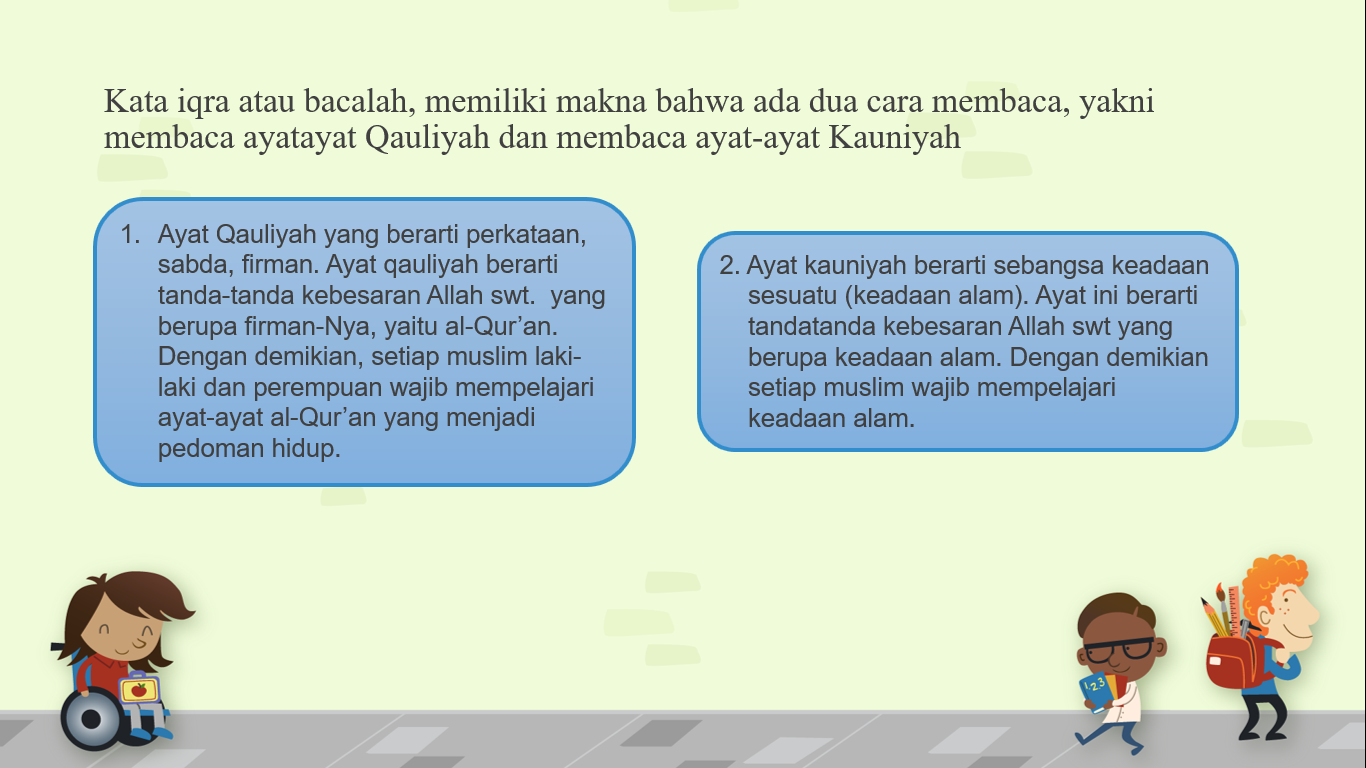 Kata iqra atau bacalah, memiliki makna bahwa ada dua cara membaca, yakni
membaca ayatayat Qauliyah dan membaca ayat-ayat Kauniyah
1. Ayat Qauliyah yang berarti perkataan,
sabda, firman. Ayat qauliyah berarti
tanda-tanda kebesaran Allah swt. yang
berupa firman-Nya, yaitu al-Qur’an.
Dengan demikian, setiap muslim laki-
laki dan perempuan wajib mempelajari
ayat-ayat al-Qur’an yang menjadi
pedoman hidup.
2. Ayat kauniyah berarti sebangsa keadaan
sesuatu (keadaan alam). Ayat ini berarti
tandatanda kebesaran Allah swt yang
berupa keadaan alam. Dengan demikian
setiap muslim wajib mempelajari
keadaan alam.
1 2 3